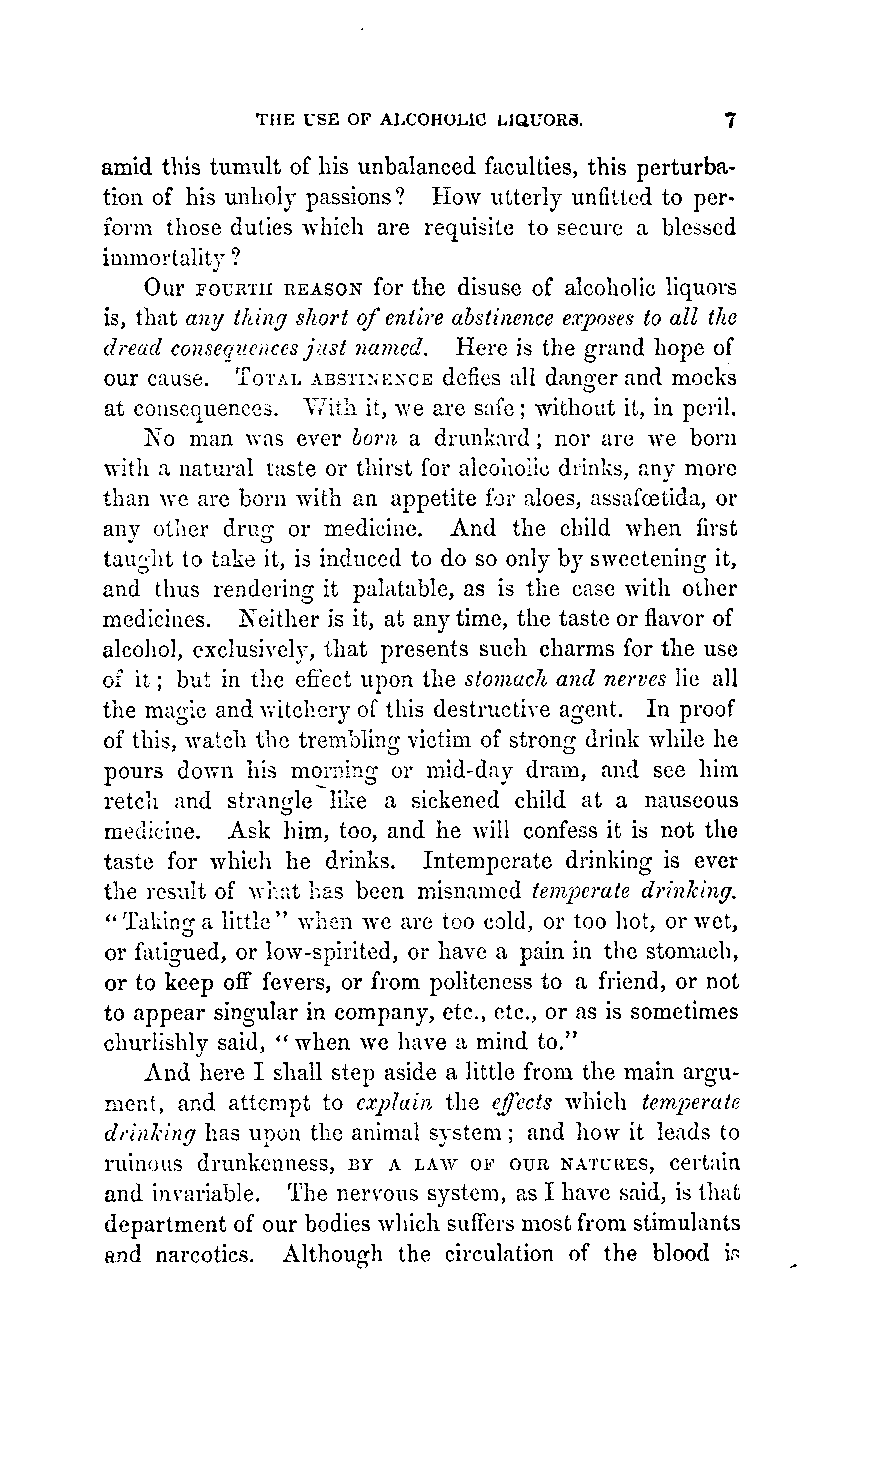 THE USE OF ALCOHOLIC LIQUORS. 7
amid this tumult of his unbalanced faculties, this perturba-
tion of his unholy passions? How utterly unfitted to per-
form those duties which are requisite to secure a blessed
immortality?
Our FOURTH REASON for the disuse of alcoholic liquors
is, that any thing short of entire abstinence exposes to all the
dread consequences just named. Here is the grand hope of
our cause. TOTAL ABSTINENCE defies all danger and mocks
at consequences. With it, we are safe; without it, in peril.
No man was ever born a drunkard; nor are we born
with a natural taste or thirst for alcoholic drinks, any more
than we are born with an appetite for aloes, assafœtida, or
any other drug or medicine. And the child when first
taught to take it, is induced to do so only by sweetening it,
and thus rendering it palatable, as is the case with other
medicines. Neither is it, at any time, the taste or flavor of
alcohol, exclusively, that presents such charms for the use
of it; but in the effect upon the stomach and nerves lie all
the magic and witchery of this destructive agent. In proof
of this, watch the trembling victim of strong drink while he
pours down his morning or mid-day dram, and see him
retch and strangle like a sickened child at a nauseous
medicine. Ask him, too, and he will confess it is not the
taste for which he drinks. Intemperate drinking is ever
the result of what has been misnamed temperate drinking.
"Taking a little" when we are too cold, or too hot, or wet,
or fatigued, or low-spirited, or have a pain in the stomach,
or to keep off fevers, or from politeness to a friend, or not
to appear singular in company, etc., etc., or as is sometimes
churlishly said, "when we have a mind to."
And here I shall step aside a little from the main argu-
ment, and attempt to explain the effects which temperate
drinking has upon the animal system; and how it leads to
ruinous drunkenness, BY A LAW OF OUR NATURES, certain
and invariable. The nervous system, as I have said, is that
department of our bodies which suffers most from stimulants
and narcotics. Although the circulation of the blood is